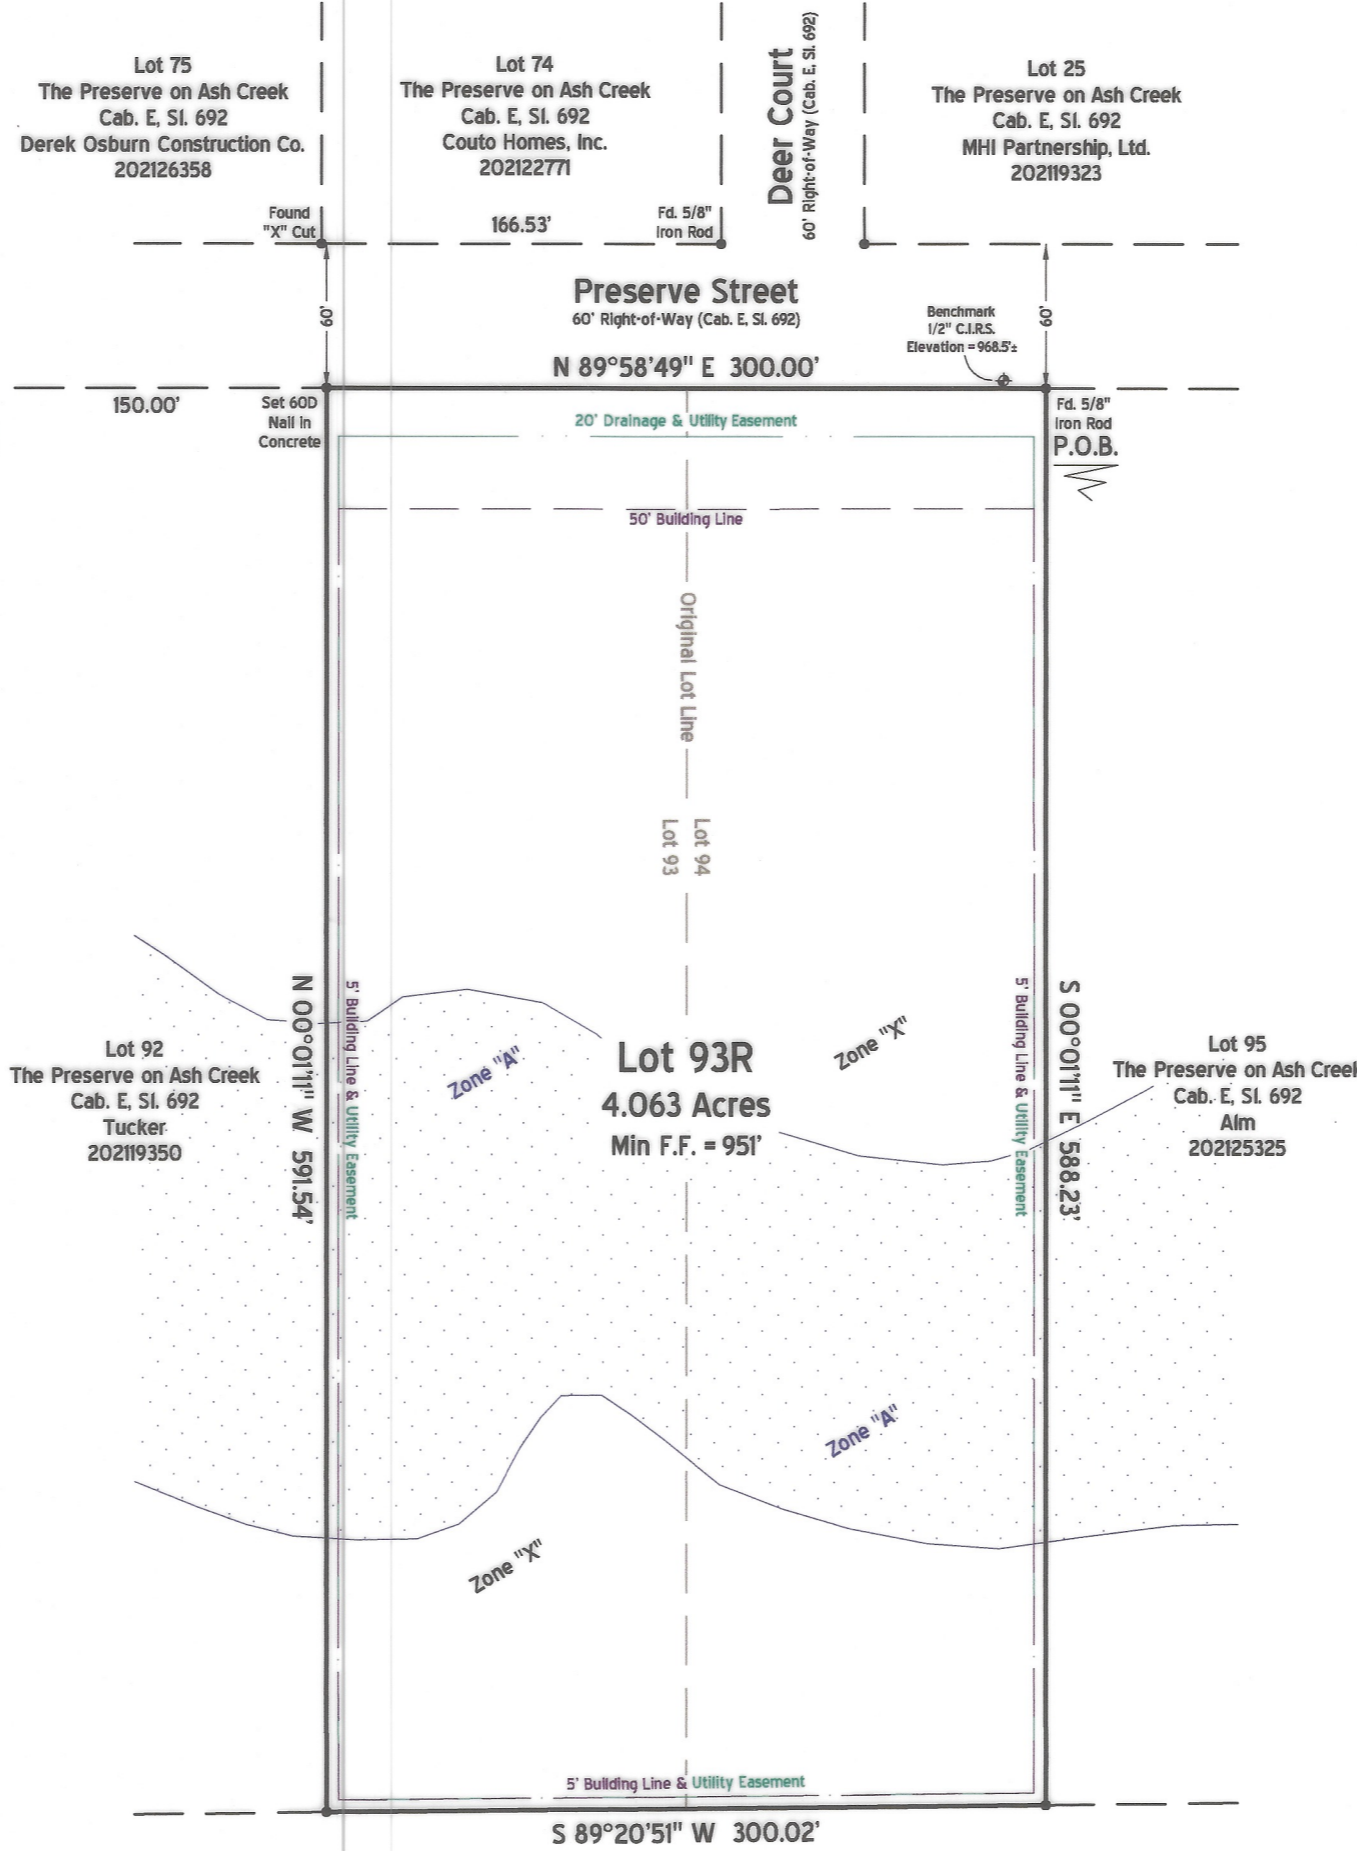 Lot 75
The Preserve on Ash Creek
Cab. E, Sl. 692
Derek Osburn Construction Co.
202126358
Lot 74
The Preserve on Ash Creek
Cab. E, Sl. 692
Couto Homes, Inc.
202122771
Deer Court
60' Right-of-Way (Cab. E, Sl. 692)
Lot 25
The Preserve on Ash Creek
Cab. E, Sl. 692
MHI Partnership, Ltd.
202119323
Found
"X" Cut
166.53'
Fd. 5/8"
Iron Rod
60'
Preserve Street
60' Right-of-Way (Cab. E, Sl. 692)
N 89°58'49" E 300.00'
Benchmark
1/2" C.I.R.S.
Elevation = 968.5'±
60'
150.00'
Set 60D
Nail in
Concrete
Fd. 5/8"
Iron Rod
P.O.B.
20' Drainage & Utility Easement
50' Building Line
Original Lot Line
Lot 93
Lot 94
N 00°01'11" W 591.54'
5' Building Line & Utility Easement
Zone "A"
Lot 93R
4.063 Acres
Min F.F. = 951'
Zone "X"
5' Building Line & Utility Easement
S 00°01'11" E 588.23'
Lot 92
The Preserve on Ash Creek
Cab. E, Sl. 692
Tucker
202119350
Lot 95
The Preserve on Ash Creek
Cab. E, Sl. 692
Alm
202125325
Zone "A"
Zone "X"
5' Building Line & Utility Easement
S 89°20'51" W 300.02'